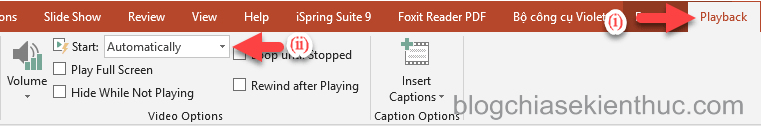 ons Slide Show Review View Help iSpring Suite 9 Foxit Reader PDF Bộ công cụ Violet (i) Playback
Start: Automatically (ii) Stopped
Volume Play Full Screen Insert
Hide While Not Playing Rewind after Playing Captions
Video Options Caption Options
blogchiasekienthuc.com